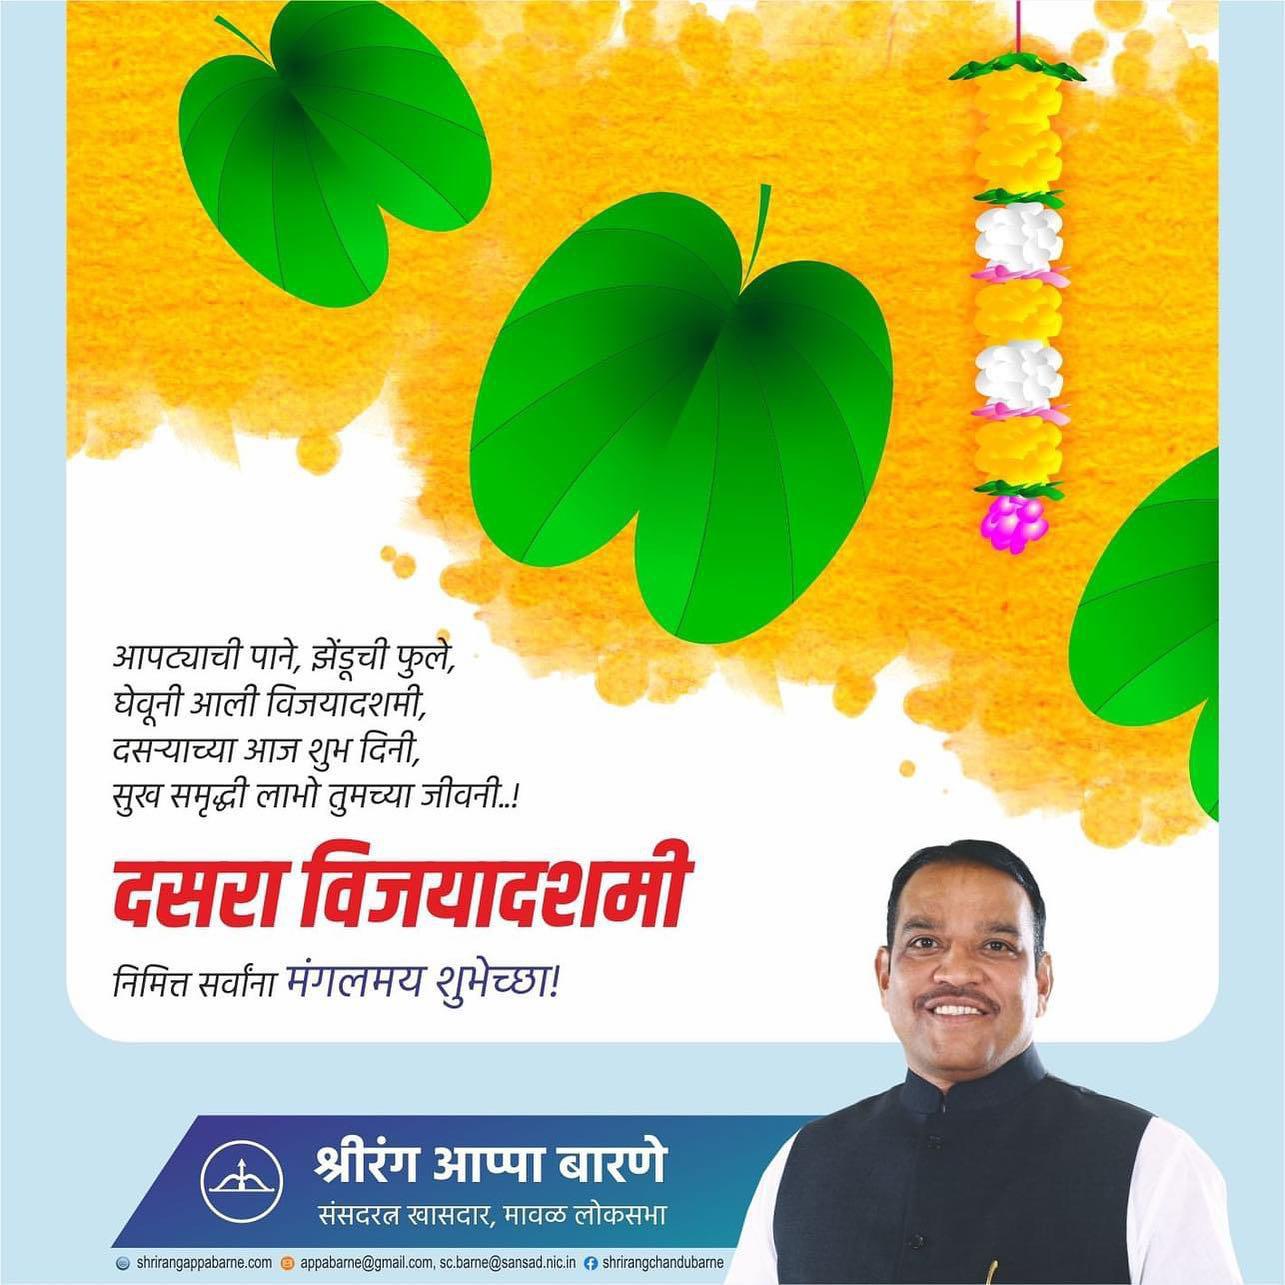 आपट्याची पाने, झेंडूची फुले,
घेवूनी आली विजयादशमी,
दसऱ्याच्या आज शुभ दिनी,
सुख समृद्धी लाभो तुमच्या जीवनी..!
दसरा विजयादशमी
निमित्त सर्वांना मंगलमय शुभेच्छा!
श्रीरंग आप्पा बारणे
संसदरत्न खासदार, मावळ लोकसभा
shrirangappabarne.com appabarne@gmail.com, sc.barne@sansad.nic.in shrirangchandubarne